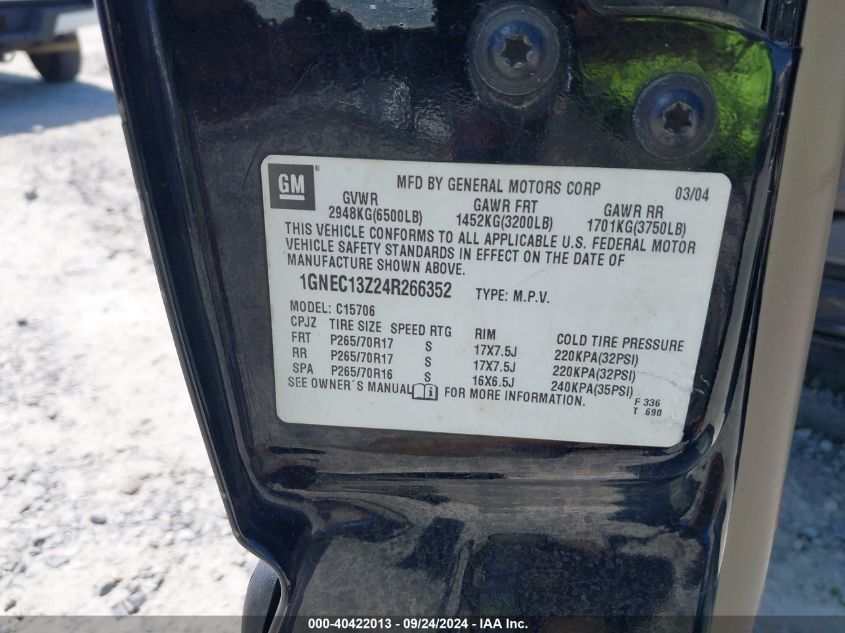 GM
MFD BY GENERAL MOTORS CORP 03/04
GVWR GAWR FRT GAWR RR
2948KG(6500LB) 1452KG(3200LB) 1701KG(3750LB)
THIS VEHICLE CONFORMS TO ALL APPLICABLE U.S. FEDERAL MOTOR
VEHICLE SAFETY STANDARDS IN EFFECT ON THE DATE OF
MANUFACTURE SHOWN ABOVE.
1GNEC13Z24R266352 TYPE: M.P.V.
MODEL: C15706
CPJZ TIRE SIZE SPEED RTG RIM COLD TIRE PRESSURE
FRT P265/70R17 S 17X7.5J 220KPA(32PSI)
RR P265/70R17 S 17X7.5J 220KPA(32PSI)
SPA P265/70R16 S 16X6.5J 240KPA(35PSI)
SEE OWNER'S MANUAL FOR MORE INFORMATION. F 336
T 690
000-40422013 - 09/24/2024 - IAA Inc.